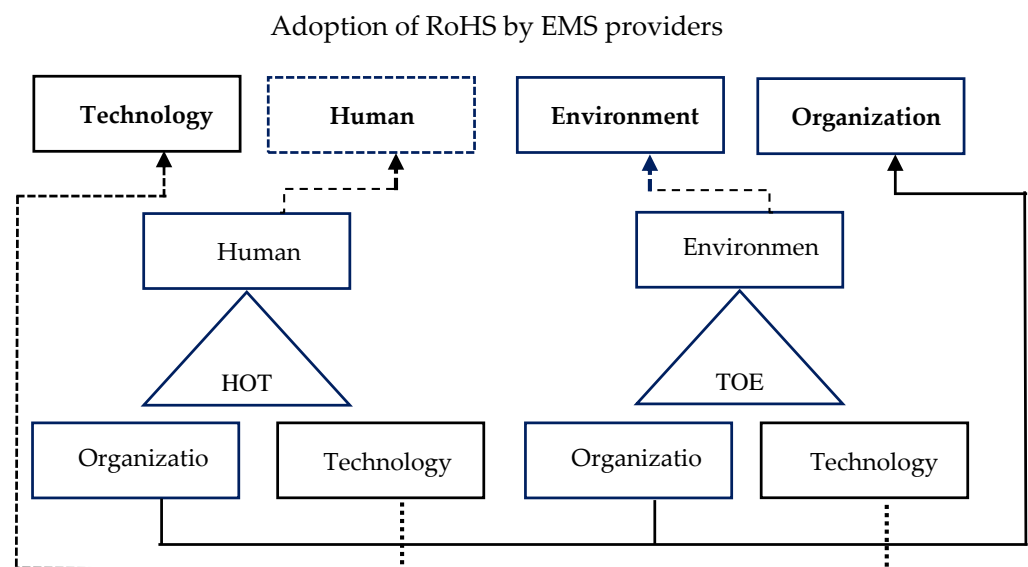 Adoption of RoHS by EMS providers
Technology
Human
Environment
Organization
Human
Environmen
HOT
TOE
Organizatio
Technology
Organizatio
Technology